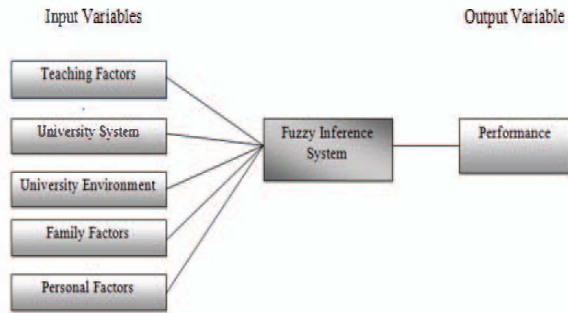 Input Variables
Output Variable
Teaching Factors
University System
University Environment
Family Factors
Personal Factors
Fuzzy Inference
System
Performance